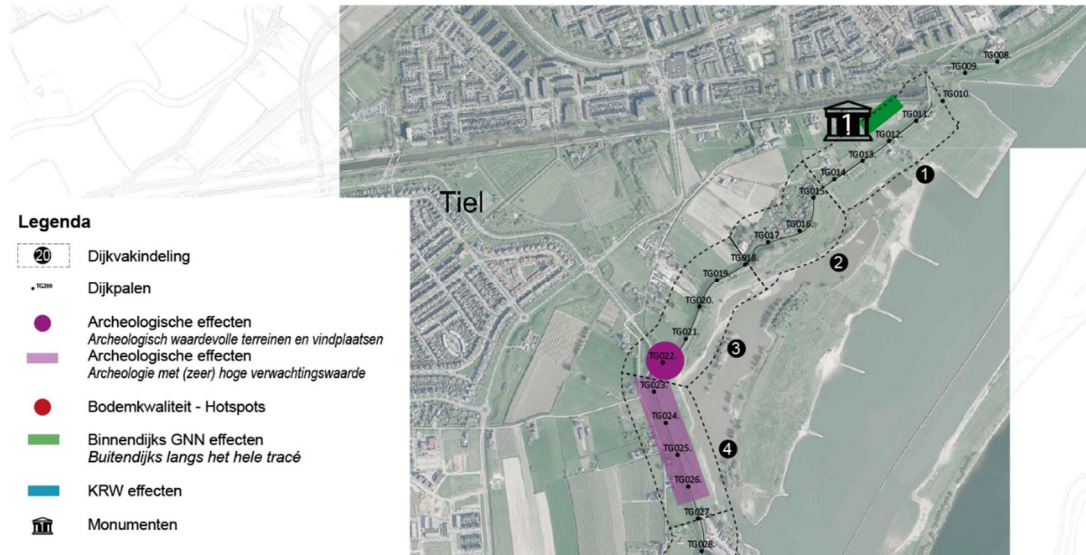 TG008.
TG009.
TG010.
1
TG011.
TG012.
TG013.
TG014.
1
TG015.
Tiel
TG016.
TG017.
2
TG018.
TG019.
TG020.
TG021.
3
TG022.
TG023.
TG024.
4
TG025.
TG026.
TG027.
TG028.
Legenda
20 Dijkvakindeling
TG200 Dijkpalen
Archeologische effecten
Archeologisch waardevolle terreinen en vindplaatsen
Archeologische effecten
Archeologie met (zeer) hoge verwachtingswaarde
Bodemkwaliteit - Hotspots
Binnendijks GNN effecten
Buitendijks langs het hele tracé
KRW effecten
1 Monumenten